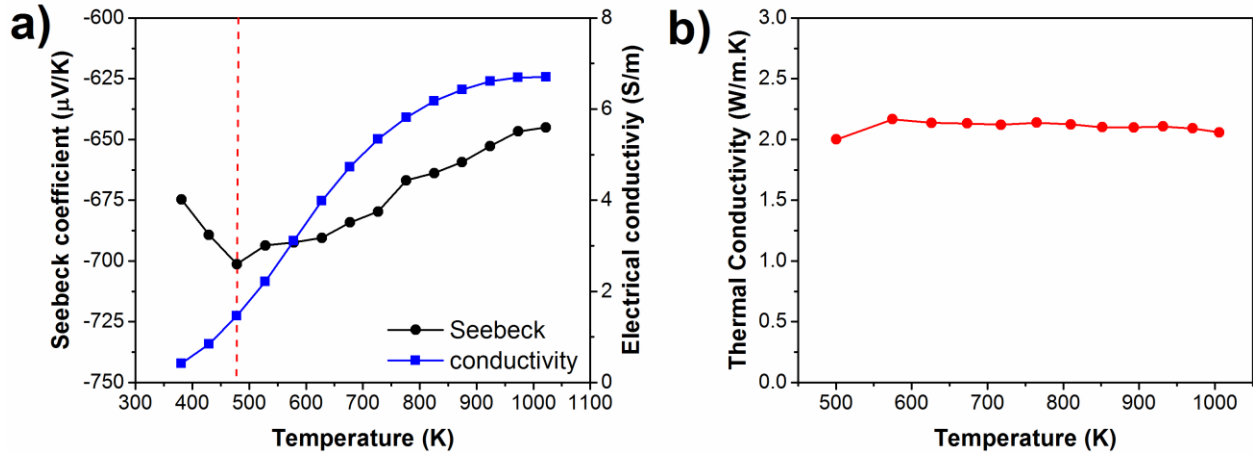 a)
Seebeck coefficient (μV/K)
-600
-625
-650
-675
-700
-725
-750
300 400 500 600 700 800 900 1000 1100
Temperature (K)
8
6
4
2
0
Electrical conductiviy (S/m)
Seebeck
conductivity
b)
Thermal Conductivity (W/m.K)
3.0
2.5
2.0
1.5
1.0
0.5
0.0
500 600 700 800 900 1000
Temperature (K)